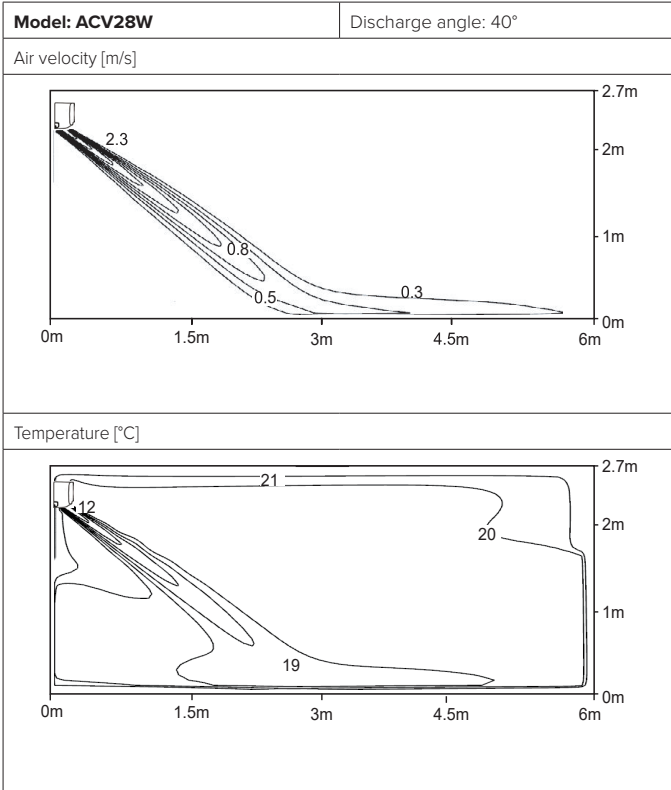 Model: ACV28W Discharge angle: 40°
Air velocity [m/s]
2.7m
2.3
2m
1m
0.8
0.5
0.3
0m
0m 1.5m 3m 4.5m 6m
Temperature [°C]
2.7m
21
12
2m
20
1m
19
0m
0m 1.5m 3m 4.5m 6m